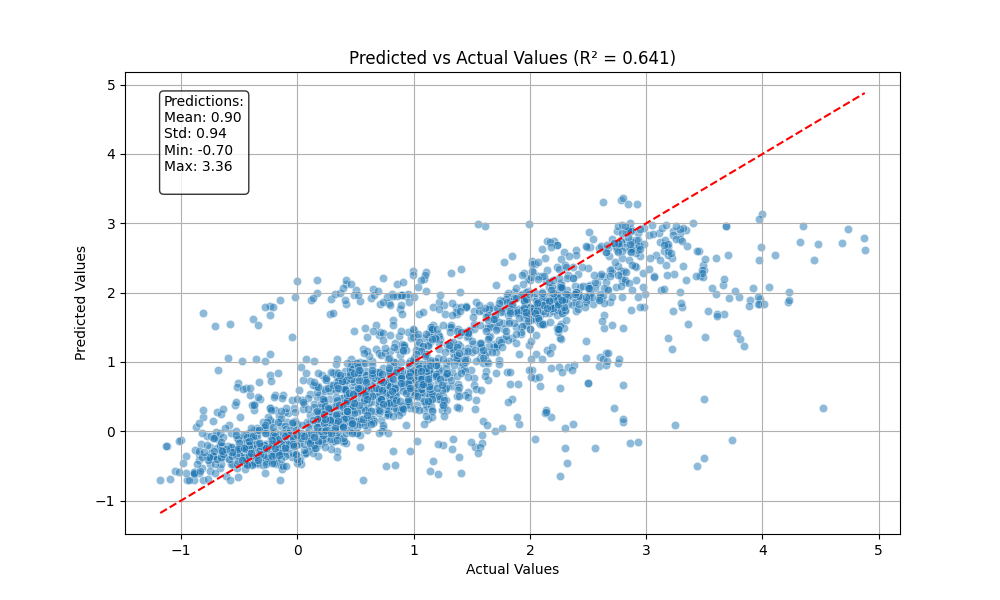 Predicted vs Actual Values (R² = 0.641)
Predictions:
Mean: 0.90
Std: 0.94
Min: -0.70
Max: 3.36
5
4
3
2
1
0
−1
Predicted Values
−1
0
1
2
3
4
5
Actual Values